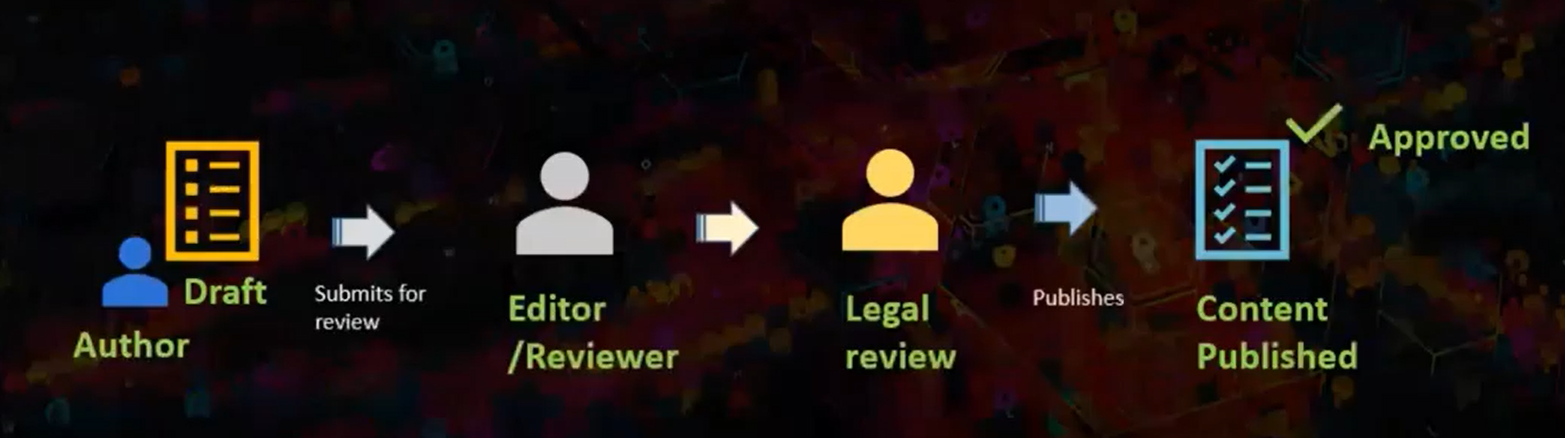 Approved
Draft
Author
Submits for
review
Editor
/Reviewer
Legal
review
Publishes
Content
Published